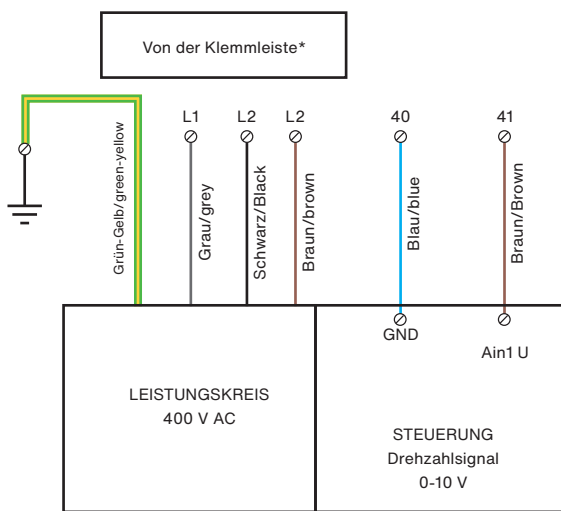 Von der Klemmleiste*
L1
L2
L2
40
41
Grün-Gelb/green-yellow
Grau/grey
Schwarz/Black
Braun/brown
Blau/blue
Braun/Brown
GND
Ain1 U
LEISTUNGSKREIS
400 V AC
STEUERUNG
Drehzahlsignal
0-10 V